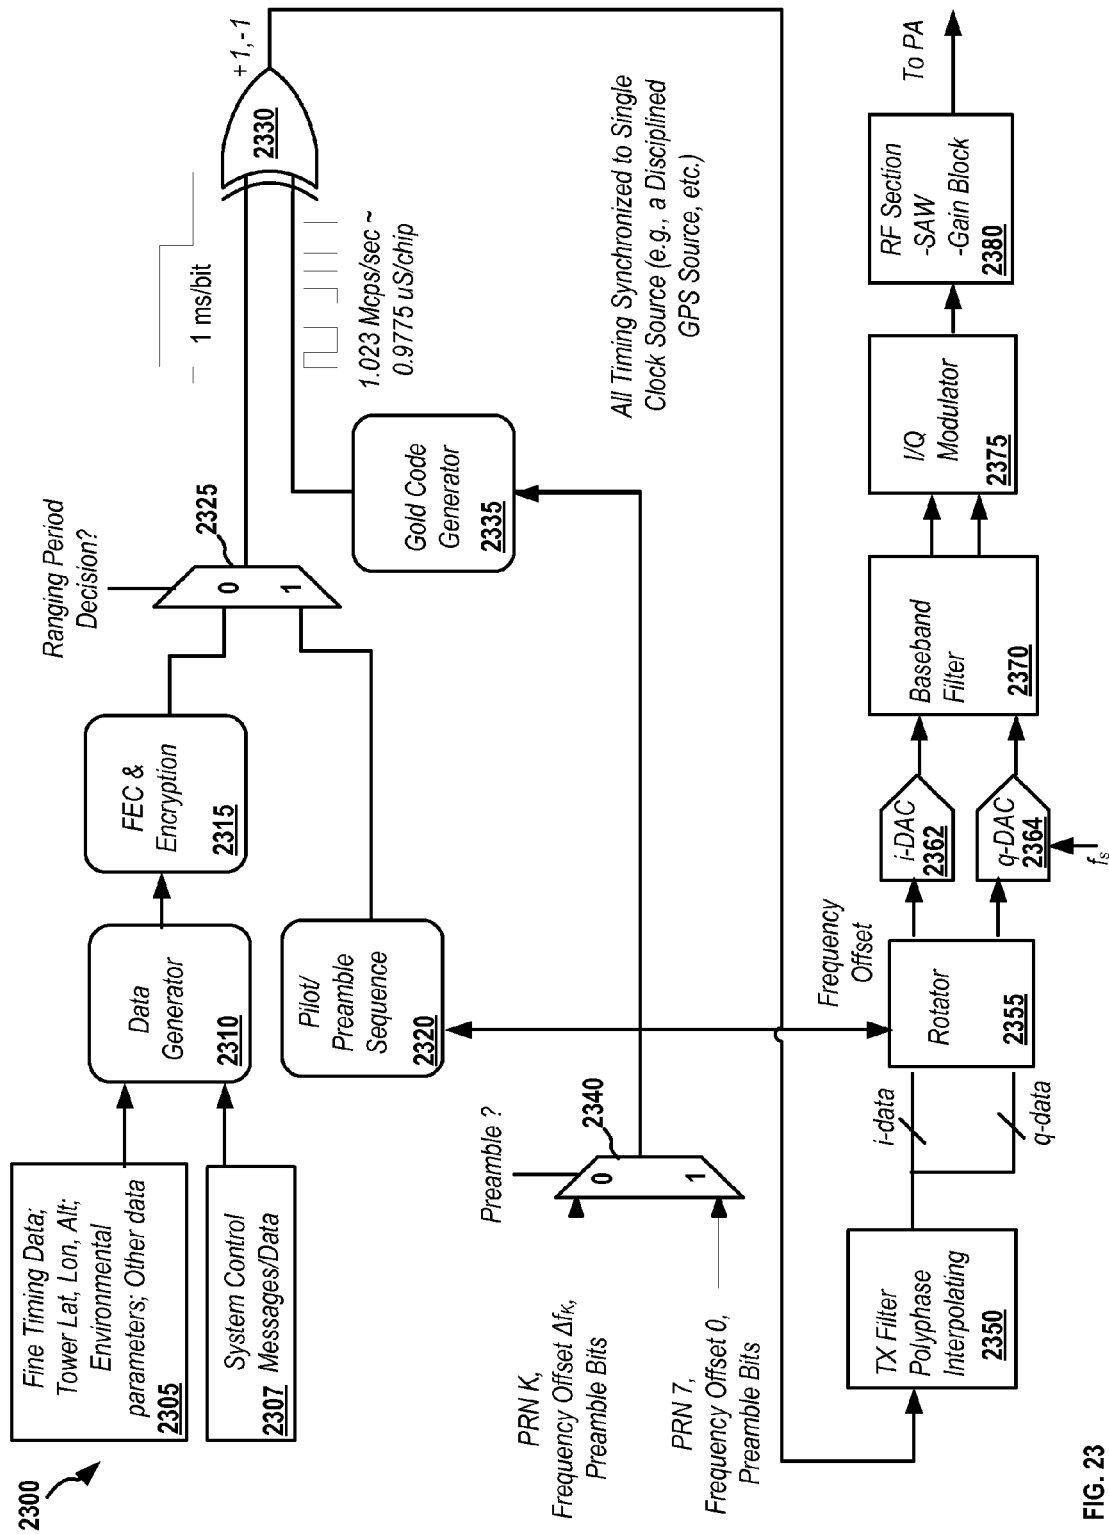 2300
Fine Timing Data;
Tower Lat, Lon, Alt;
Environmental
parameters; Other data
2305
System Control
Messages/Data
2307
Data
Generator
2310
FEC &
Encryption
2315
Pilot/
Preamble
Sequence
2320
Ranging Period
Decision?
2325
0
1
1 ms/bit
2330
+1,-1
1.023 Mcps/sec ~
0.9775 uS/chip
Gold Code
Generator
2335
All Timing Synchronized to Single
Clock Source (e.g., a Disciplined
GPS Source, etc.)
Preamble ?
2340
0
1
PRN K,
Frequency Offset Δfₖ,
Preamble Bits
PRN 7,
Frequency Offset 0,
Preamble Bits
TX Filter
Polyphase
Interpolating
2350
i-data
q-data
Frequency
Offset
Rotator
2355
i-DAC
2362
q-DAC
2364
fₛ
Baseband
Filter
2370
I/Q
Modulator
2375
RF Section
-SAW
-Gain Block
2380
To PA
FIG. 23